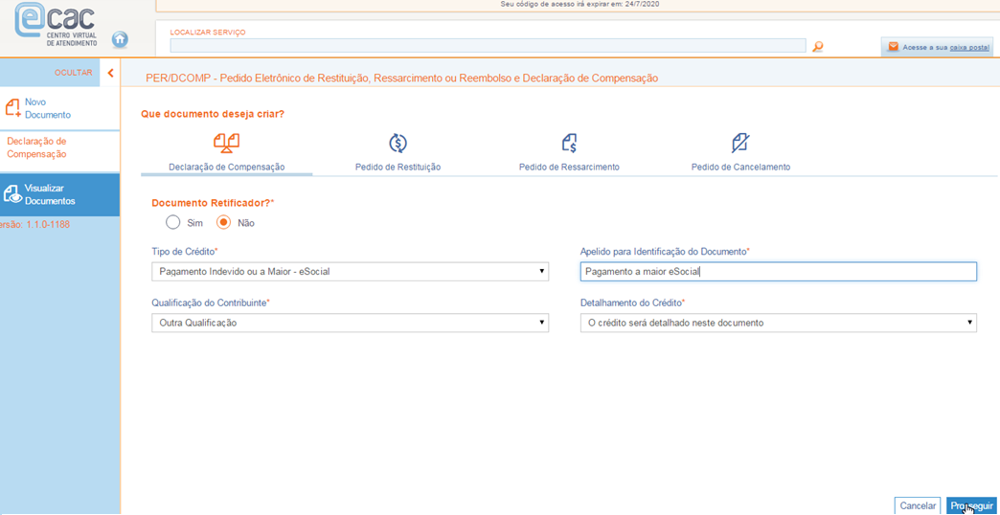 Seu código de acesso irá expirar em: 24/7/2020
eCAC
CENTRO VIRTUAL
DE ATENDIMENTO
LOCALIZAR SERVIÇO
Acesse a sua caixa postal
OCULTAR
PER/DCOMP - Pedido Eletrônico de Restituição, Ressarcimento ou Reembolso e Declaração de Compensação
Novo
Documento
Declaração de
Compensação
Visualizar
Documentos
ersão: 1.1.0-1188
Que documento deseja criar?
Declaração de Compensação
Pedido de Restituição
Pedido de Ressarcimento
Pedido de Cancelamento
Documento Retificador?*
Sim
Não
Tipo de Crédito*
Apelido para Identificação do Documento*
Pagamento Indevido ou a Maior - eSocial
Pagamento a maior eSocial
Qualificação do Contribuinte*
Detalhamento do Crédito*
Outra Qualificação
O crédito será detalhado neste documento
Cancelar
Prosseguir